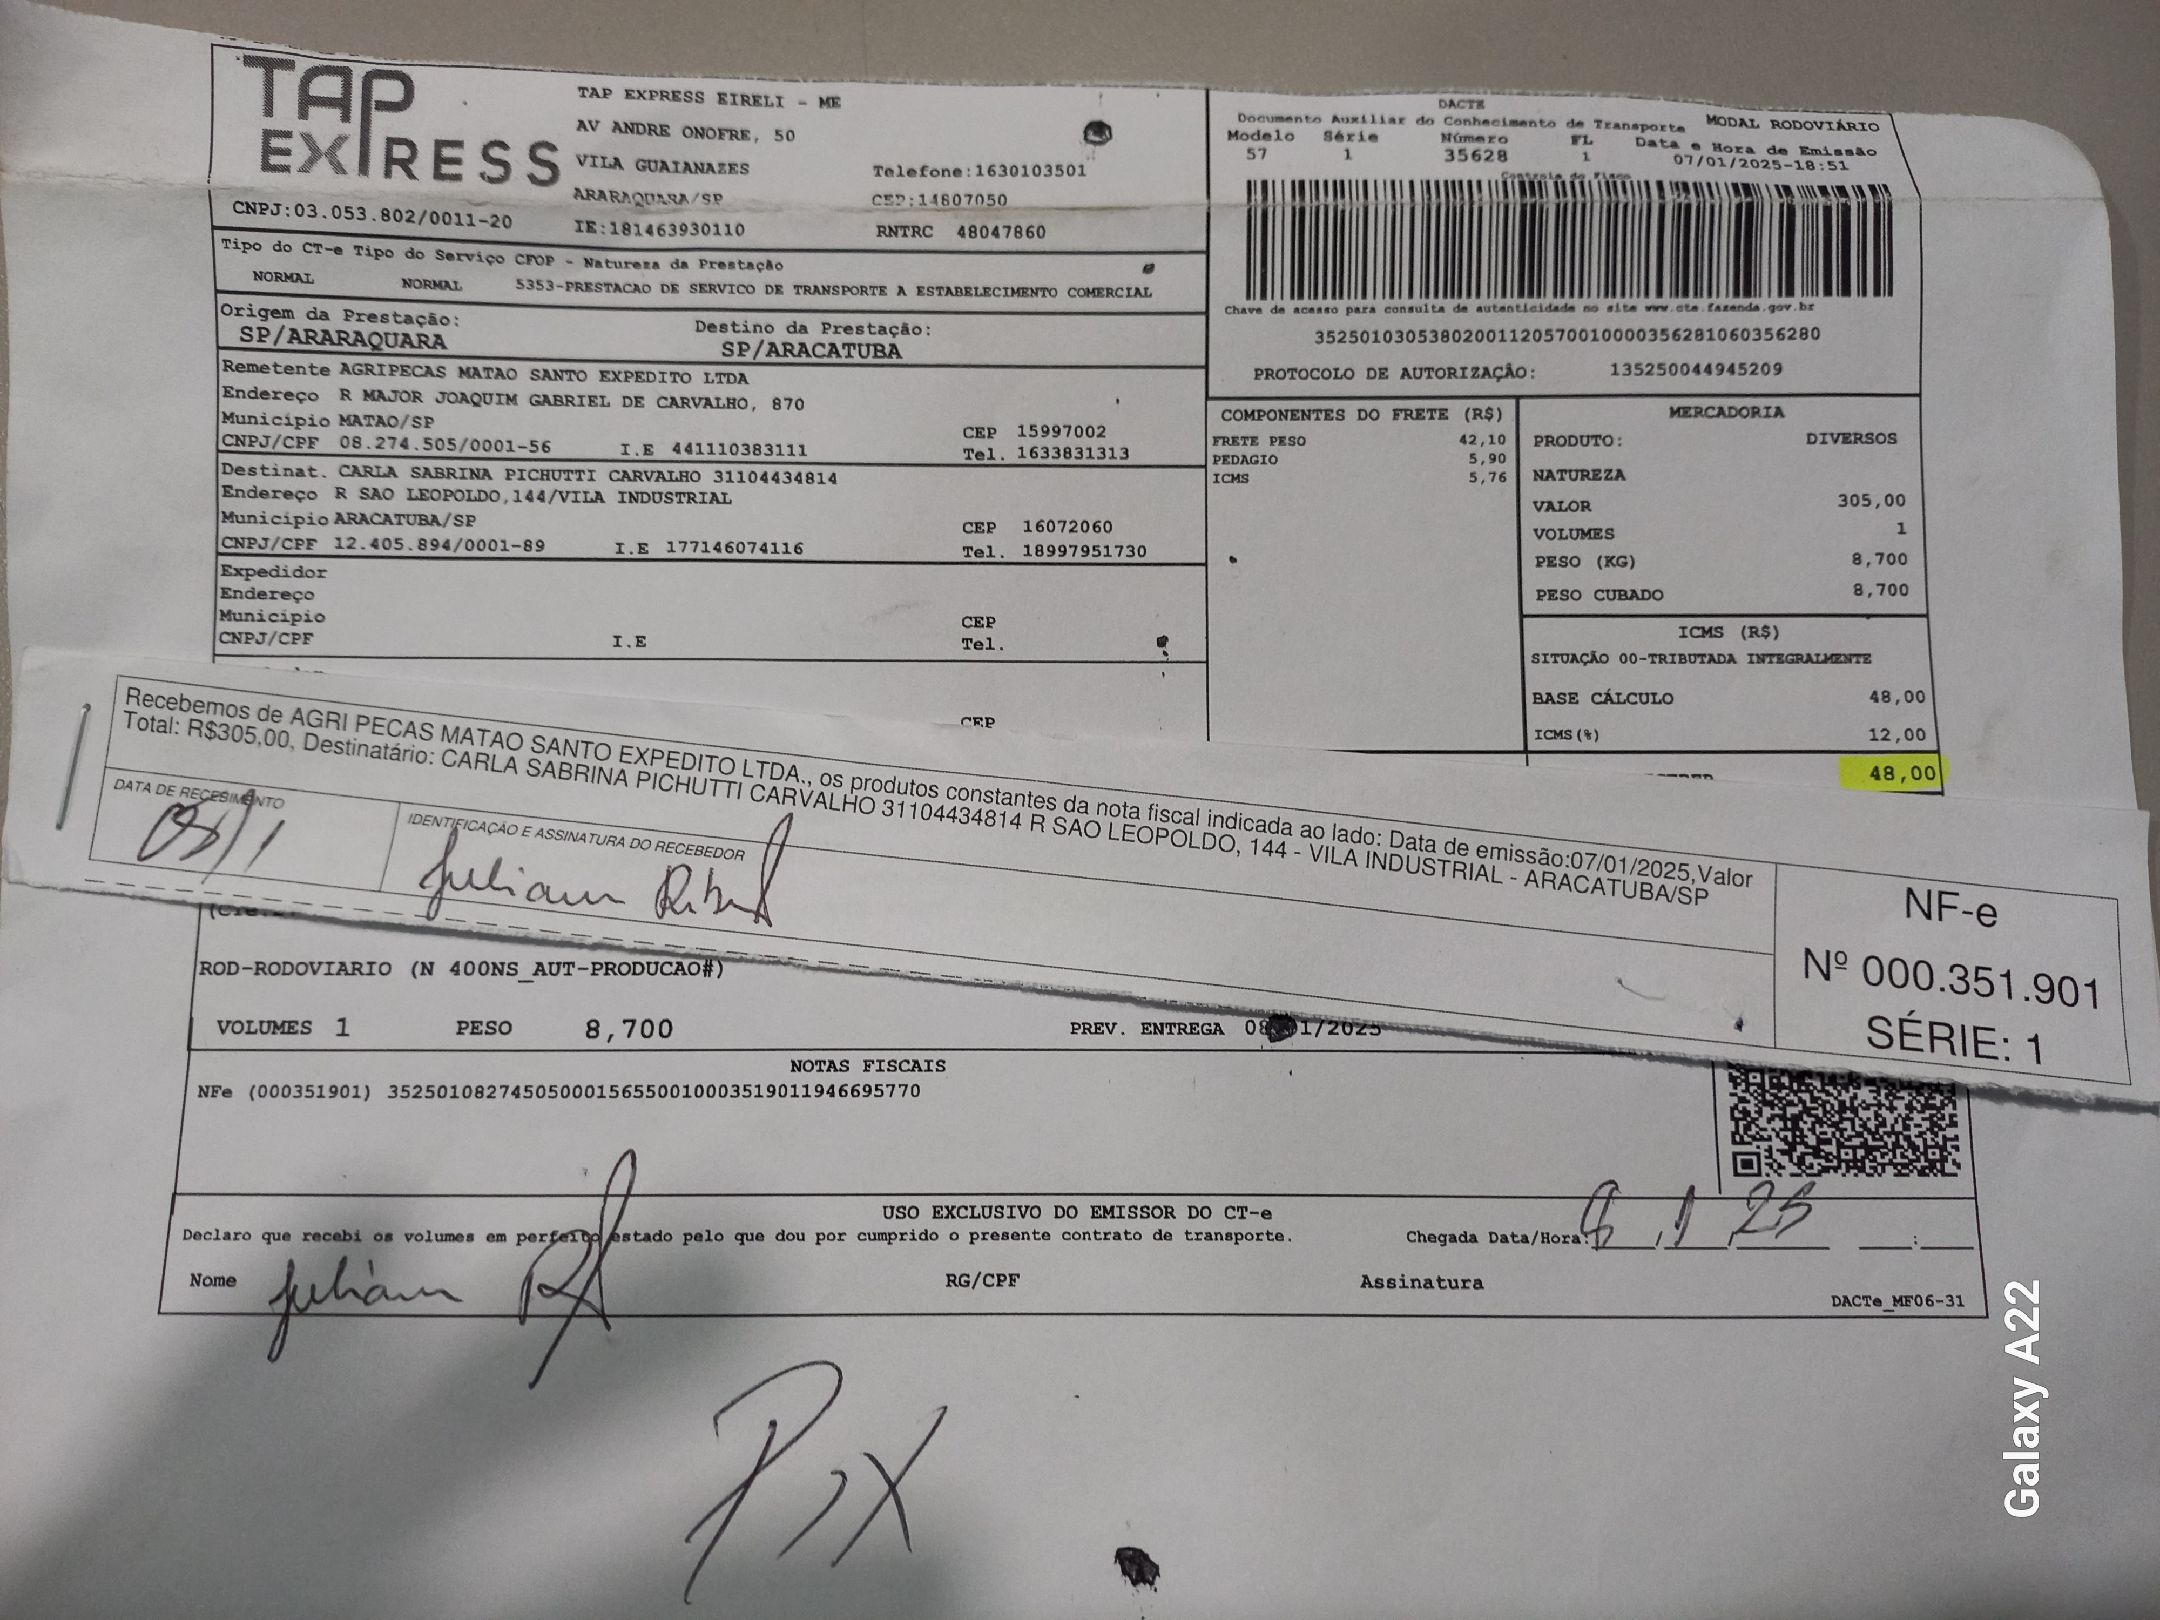 TAP EXPRESS
TAP EXPRESS EIRELI - ME
AV ANDRE ONOFRE, 50
VILA GUAIANAZES Telefone:1630103501
ARARAQUARA/SP CEP:14807050
CNPJ:03.053.802/0011-20 IE:181463930110 RNTRC 48047860
DACTE
Documento Auxiliar do Conhecimento de Transporte MODAL RODOVIÁRIO
Modelo Série Número FL Data e Hora de Emissão
57 1 35628 1 07/01/2025-18:51
Controle do Fisco
Chave de acesso para consulta de autenticidade no site www.cte.fazenda.gov.br
35250103053802001120570010000356281060356280
PROTOCOLO DE AUTORIZAÇÃO: 135250044945209
Tipo do CT-e Tipo do Serviço CFOP - Natureza da Prestação
NORMAL NORMAL 5353-PRESTACAO DE SERVICO DE TRANSPORTE A ESTABELECIMENTO COMERCIAL
Origem da Prestação: Destino da Prestação:
SP/ARARAQUARA SP/ARACATUBA
Remetente AGRIPECAS MATAO SANTO EXPEDITO LTDA
Endereço R MAJOR JOAQUIM GABRIEL DE CARVALHO, 870
Município MATAO/SP CEP 15997002
CNPJ/CPF 08.274.505/0001-56 I.E 441110383111 Tel. 1633831313
Destinat. CARLA SABRINA PICHUTTI CARVALHO 31104434814
Endereço R SAO LEOPOLDO,144/VILA INDUSTRIAL
Município ARACATUBA/SP CEP 16072060
CNPJ/CPF 12.405.894/0001-89 I.E 177146074116 Tel. 18997951730
Expedidor
Endereço
Município CEP
CNPJ/CPF I.E Tel.
CEP
COMPONENTES DO FRETE (R$)
FRETE PESO 42,10
PEDAGIO 5,90
ICMS 5,76
MERCADORIA
PRODUTO: DIVERSOS
NATUREZA
VALOR 305,00
VOLUMES 1
PESO (KG) 8,700
PESO CUBADO 8,700
ICMS (R$)
SITUAÇÃO 00-TRIBUTADA INTEGRALMENTE
BASE CÁLCULO 48,00
ICMS(%) 12,00
48,00
Recebemos de AGRI PECAS MATAO SANTO EXPEDITO LTDA., os produtos constantes da nota fiscal indicada ao lado: Data de emissão:07/01/2025,Valor
Total: R$305,00, Destinatário: CARLA SABRINA PICHUTTI CARVALHO 31104434814 R SAO LEOPOLDO, 144 - VILA INDUSTRIAL - ARACATUBA/SP
DATA DE RECEBIMENTO IDENTIFICAÇÃO E ASSINATURA DO RECEBEDOR
NF-e
Nº 000.351.901
SÉRIE: 1
ROD-RODOVIARIO (N 400NS_AUT-PRODUCAO#)
VOLUMES 1 PESO 8,700 PREV. ENTREGA
NOTAS FISCAIS
NFe (000351901) 35250108274505000156550010003519011946695770
USO EXCLUSIVO DO EMISSOR DO CT-e
Declaro que recebi os volumes em perfeito estado pelo que dou por cumprido o presente contrato de transporte. Chegada Data/Hora: 8 / 1 / 25 :
Nome RG/CPF Assinatura
DACTe_MF06-31
Pix
Galaxy A22